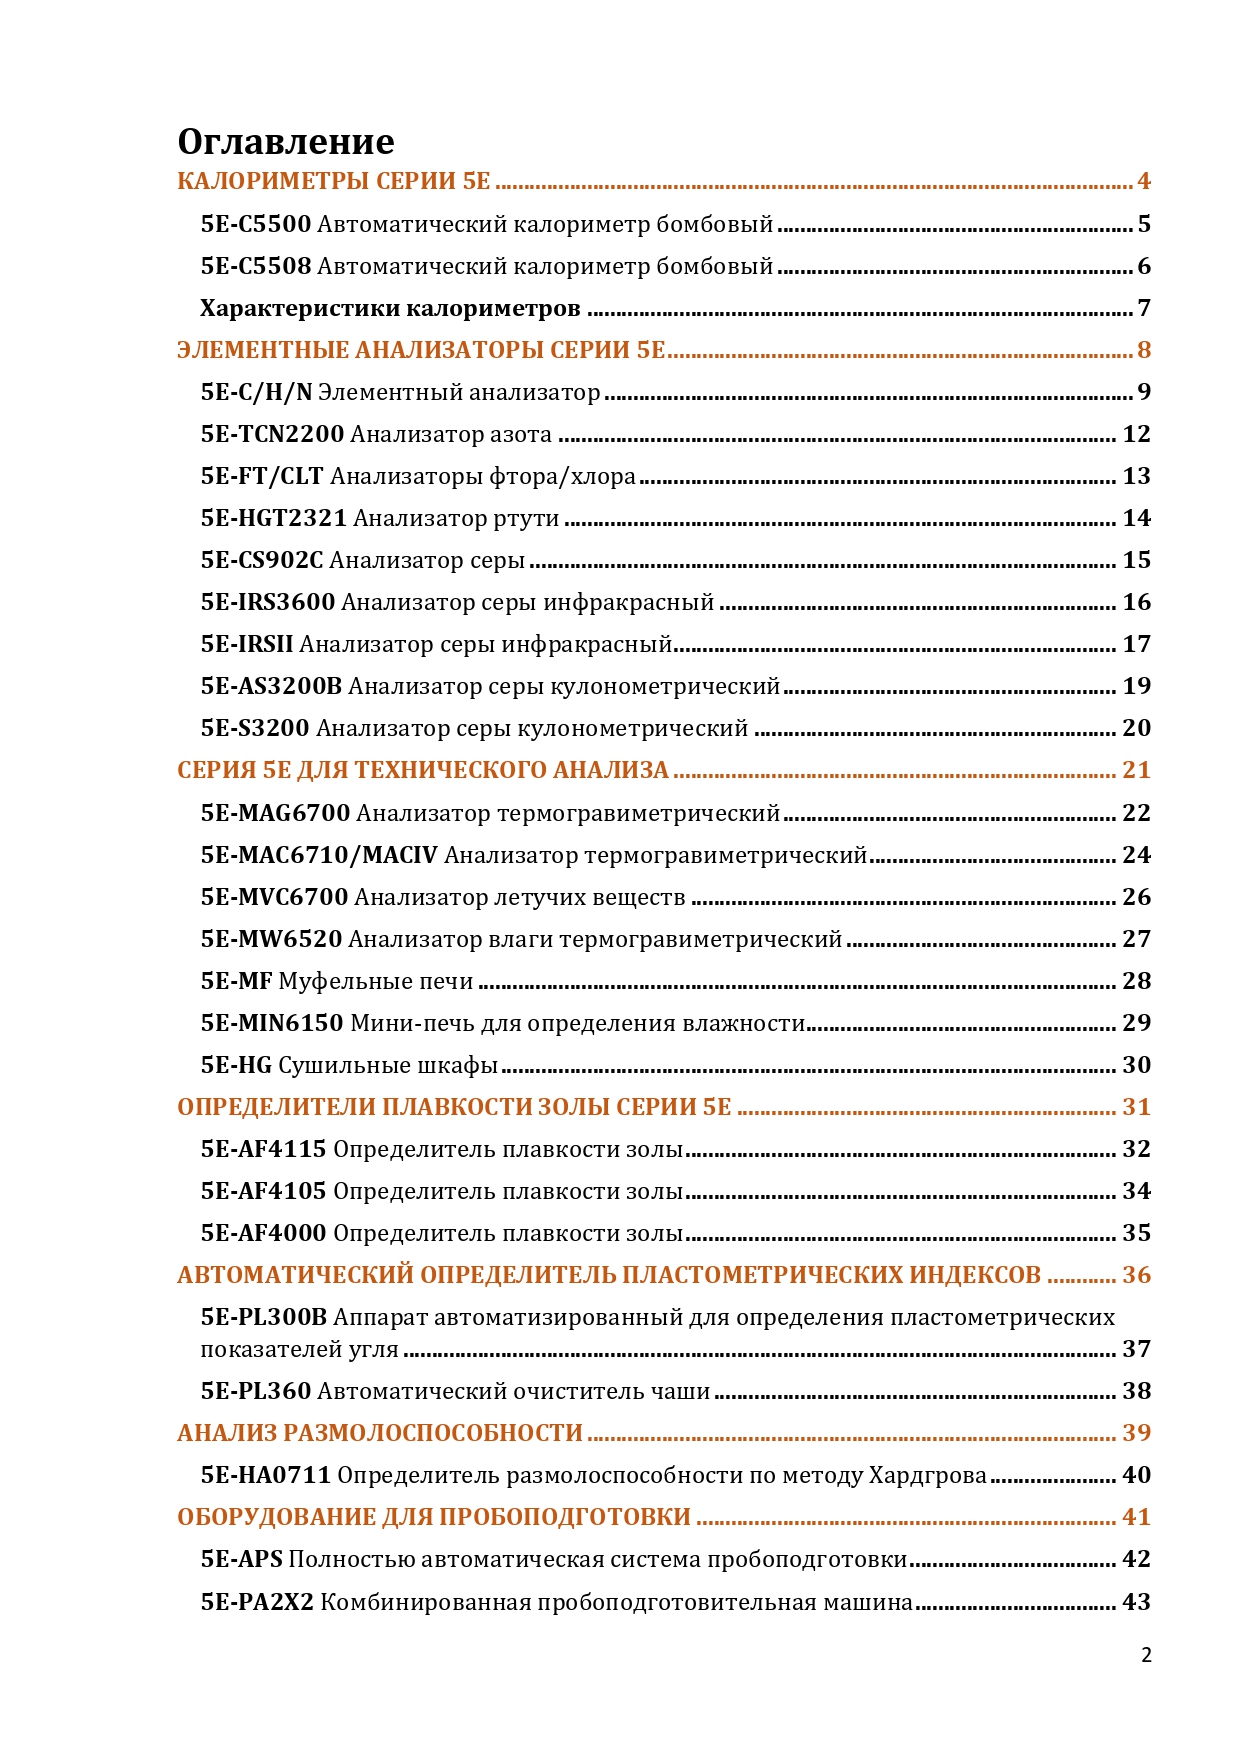 Оглавление
КАЛОРИМЕТРЫ СЕРИИ 5Е ........ 4
5E-C5500 Автоматический калориметр бомбовый ........ 5
5E-C5508 Автоматический калориметр бомбовый ........ 6
Характеристики калориметров ........ 7
ЭЛЕМЕНТНЫЕ АНАЛИЗАТОРЫ СЕРИИ 5Е ........ 8
5E-C/H/N Элементный анализатор ........ 9
5E-TCN2200 Анализатор азота ........ 12
5E-FT/CLT Анализаторы фтора/хлора ........ 13
5E-HGT2321 Анализатор ртути ........ 14
5E-CS902C Анализатор серы ........ 15
5E-IRS3600 Анализатор серы инфракрасный ........ 16
5E-IRSII Анализатор серы инфракрасный ........ 17
5E-AS3200B Анализатор серы кулонометрический ........ 19
5E-S3200 Анализатор серы кулонометрический ........ 20
СЕРИЯ 5Е ДЛЯ ТЕХНИЧЕСКОГО АНАЛИЗА ........ 21
5E-MAG6700 Анализатор термогравиметрический ........ 22
5E-MAC6710/MACIV Анализатор термогравиметрический ........ 24
5E-MVC6700 Анализатор летучих веществ ........ 26
5E-MW6520 Анализатор влаги термогравиметрический ........ 27
5E-MF Муфельные печи ........ 28
5E-MIN6150 Мини-печь для определения влажности ........ 29
5E-HG Сушильные шкафы ........ 30
ОПРЕДЕЛИТЕЛИ ПЛАВКОСТИ ЗОЛЫ СЕРИИ 5Е ........ 31
5E-AF4115 Определитель плавкости золы ........ 32
5E-AF4105 Определитель плавкости золы ........ 34
5E-AF4000 Определитель плавкости золы ........ 35
АВТОМАТИЧЕСКИЙ ОПРЕДЕЛИТЕЛЬ ПЛАСТОМЕТРИЧЕСКИХ ИНДЕКСОВ ........ 36
5E-PL300B Аппарат автоматизированный для определения пластометрических
показателей угля ........ 37
5E-PL360 Автоматический очиститель чаши ........ 38
АНАЛИЗ РАЗМОЛОСПОСОБНОСТИ ........ 39
5E-HA0711 Определитель размолоспособности по методу Хардгрова ........ 40
ОБОРУДОВАНИЕ ДЛЯ ПРОБОПОДГОТОВКИ ........ 41
5E-APS Полностью автоматическая система пробоподготовки ........ 42
5E-PA2X2 Комбинированная пробоподготовительная машина ........ 43
2